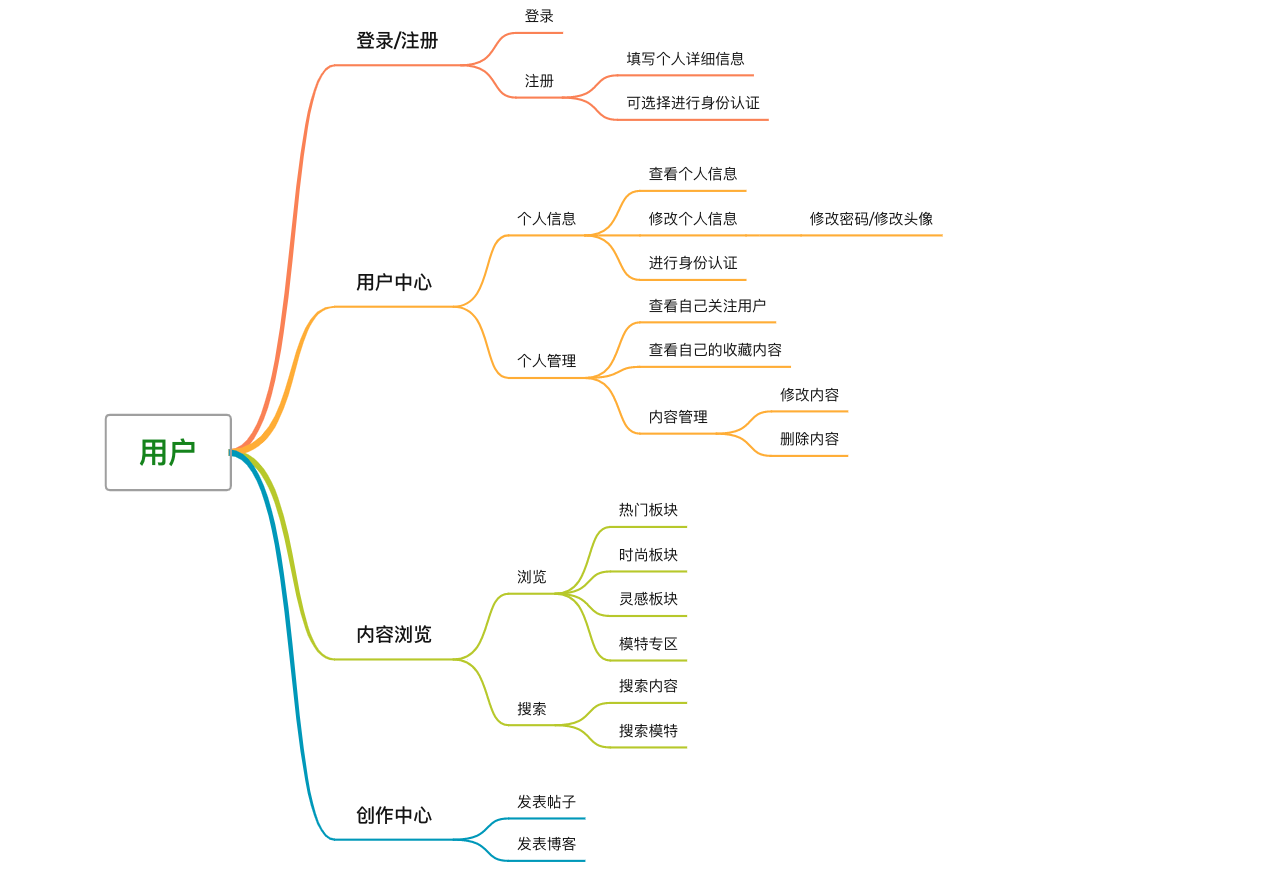 用户
登录/注册
登录
注册
填写个人详细信息
可选择进行身份认证
用户中心
个人信息
查看个人信息
修改个人信息
修改密码/修改头像
进行身份认证
个人管理
查看自己关注用户
查看自己的收藏内容
内容管理
修改内容
删除内容
内容浏览
浏览
热门板块
时尚板块
灵感板块
模特专区
搜索
搜索内容
搜索模特
创作中心
发表帖子
发表博客